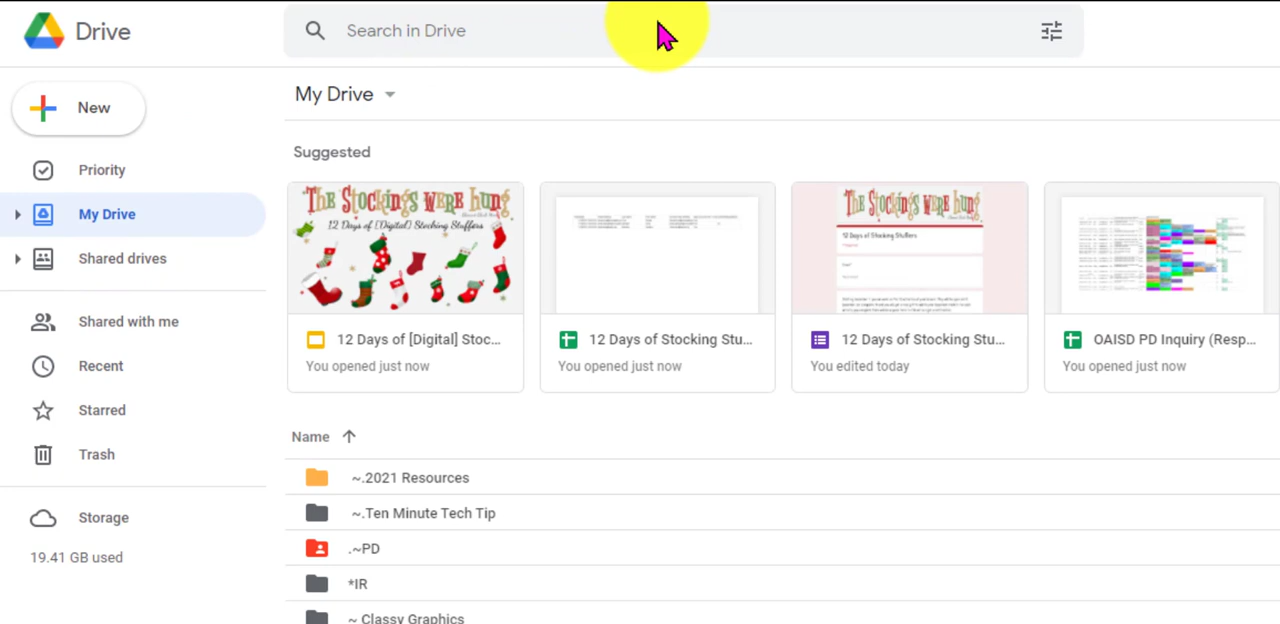 Drive
Search in Drive
New
Priority
My Drive
Shared drives
Shared with me
Recent
Starred
Trash
Storage
19.41 GB used
My Drive
Suggested
The Stockings Were Hung
12 Days of (Digital) Stocking Stuffers
12 Days of [Digital] Stoc...
You opened just now
12 Days of Stocking Stu...
You opened just now
The Stockings Were Hung
12 Days of Stocking Stuffers
12 Days of Stocking Stu...
You edited today
OAISD PD Inquiry (Resp...
You opened just now
Name
~.2021 Resources
~.Ten Minute Tech Tip
.~PD
*IR
~ Classy Graphics